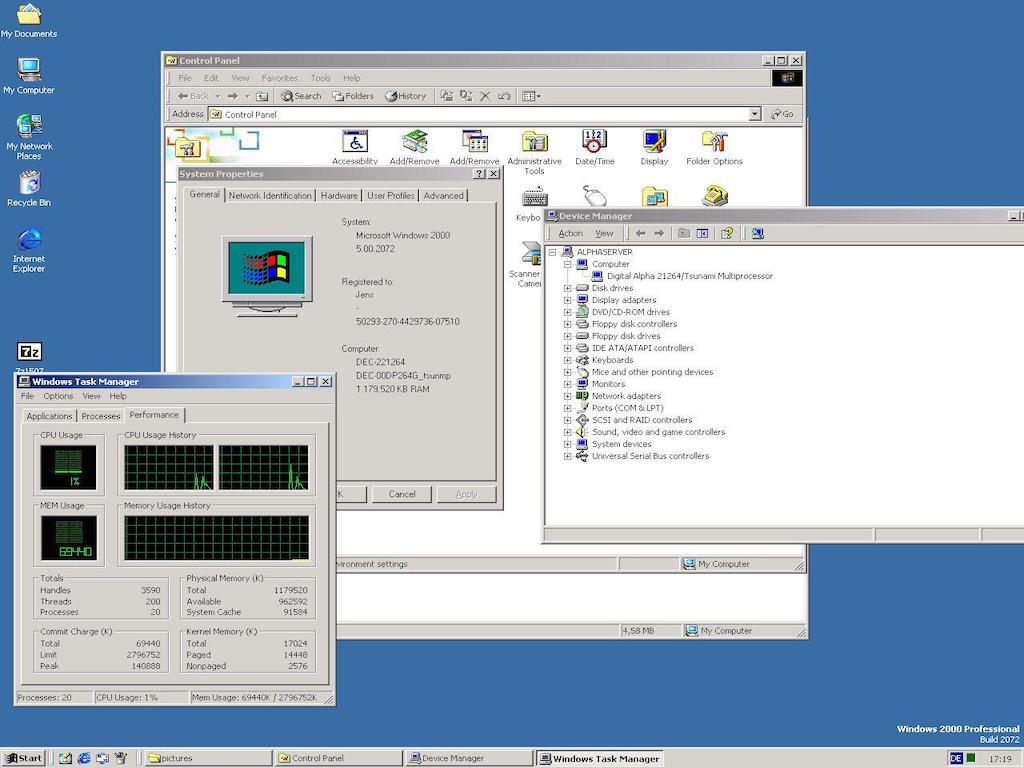 My Documents
My Computer
My Network
Places
Recycle Bin
Internet
Explorer
Control Panel
File Edit View Favorites Tools Help
Back Search Folders History
Address Control Panel Go
Accessibility Add/Remove Add/Remove Administrative
Tools Date/Time Display Folder Options
Keybo
Scanner
Camer
System Properties
General Network Identification Hardware User Profiles Advanced
System:
Microsoft Windows 2000
5.00.2072
Registered to:
Jens
-
50293-270-4429736-07510
Computer:
DEC-221264
DEC-00DP264G_tsunmp
1.179.520 KB RAM
K Cancel Apply
Device Manager
Action View
ALPHASERVER
Computer
Digital Alpha 21264/Tsunami Multiprocessor
Disk drives
Display adapters
DVD/CD-ROM drives
Floppy disk controllers
Floppy disk drives
IDE ATA/ATAPI controllers
Keyboards
Mice and other pointing devices
Monitors
Network adapters
Ports (COM & LPT)
SCSI and RAID controllers
Sound, video and game controllers
System devices
Universal Serial Bus controllers
vironment settings My Computer
4,58 MB My Computer
Windows Task Manager
File Options View Help
Applications Processes Performance
CPU Usage CPU Usage History
1%
MEM Usage Memory Usage History
69440
Totals
Handles 3590
Threads 200
Processes 20
Physical Memory (K)
Total 1179520
Available 962592
System Cache 91584
Commit Charge (K)
Total 69440
Limit 2796752
Peak 140888
Kernel Memory (K)
Total 17024
Paged 14448
Nonpaged 2576
Processes: 20 CPU Usage: 1% Mem Usage: 69440K / 2796752K
Windows 2000 Professional
Build 2072
Start pictures Control Panel Device Manager Windows Task Manager DE 17:19